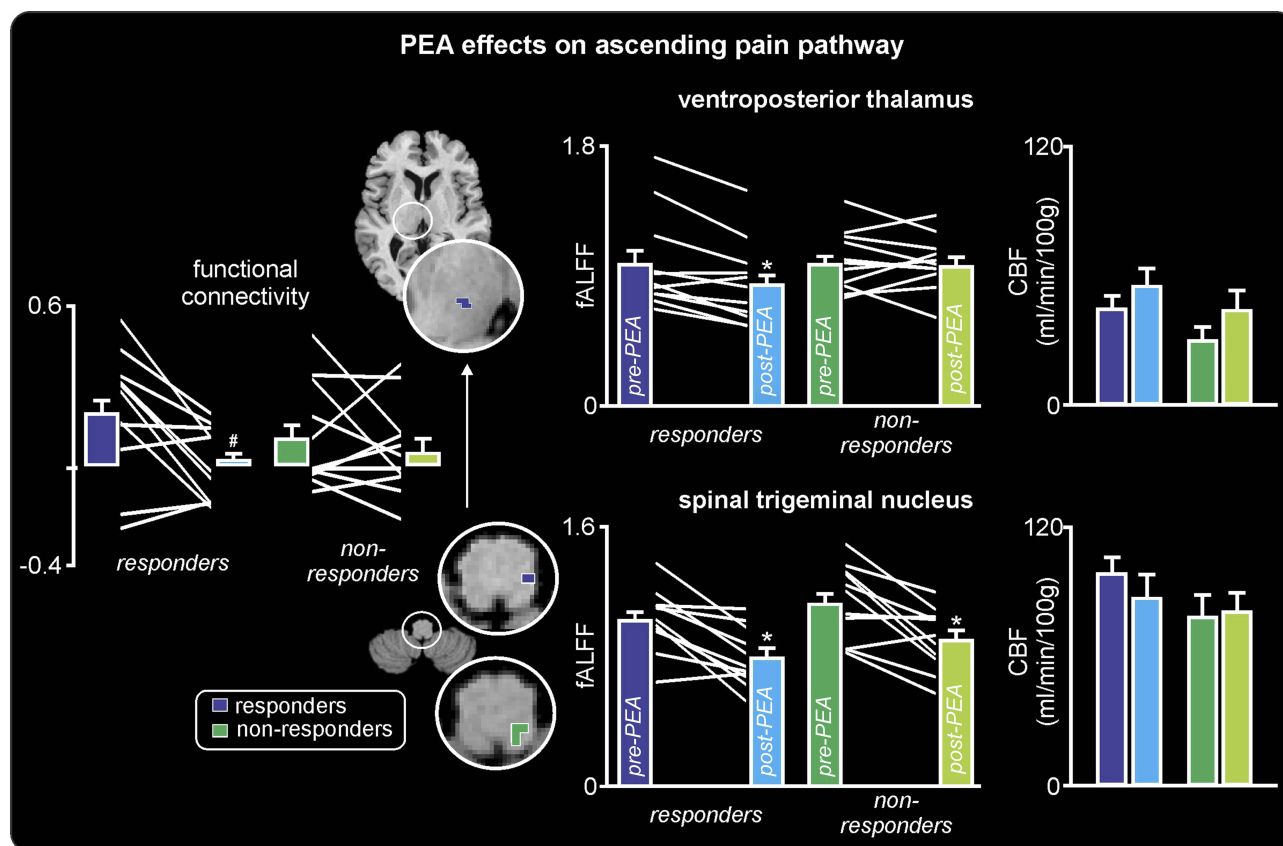 PEA effects on ascending pain pathway
functional
connectivity
0.6
-0.4
#
responders
non-
responders
responders
non-responders
ventroposterior thalamus
fALFF
1.8
0
pre-PEA
*
post-PEA
pre-PEA
post-PEA
responders
non-
responders
CBF
(ml/min/100g)
120
0
spinal trigeminal nucleus
fALFF
1.6
0
pre-PEA
*
post-PEA
pre-PEA
*
post-PEA
responders
non-
responders
CBF
(ml/min/100g)
120
0